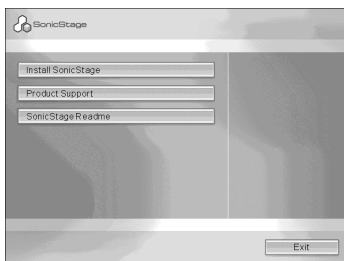 SonicStage
Install SonicStage
Product Support
SonicStage Readme
Exit